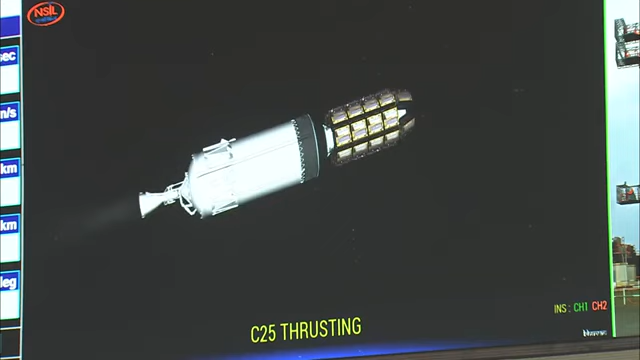 NSIL
sec
m/s
km
km
deg
INS : CH1 CH2
C25 THRUSTING